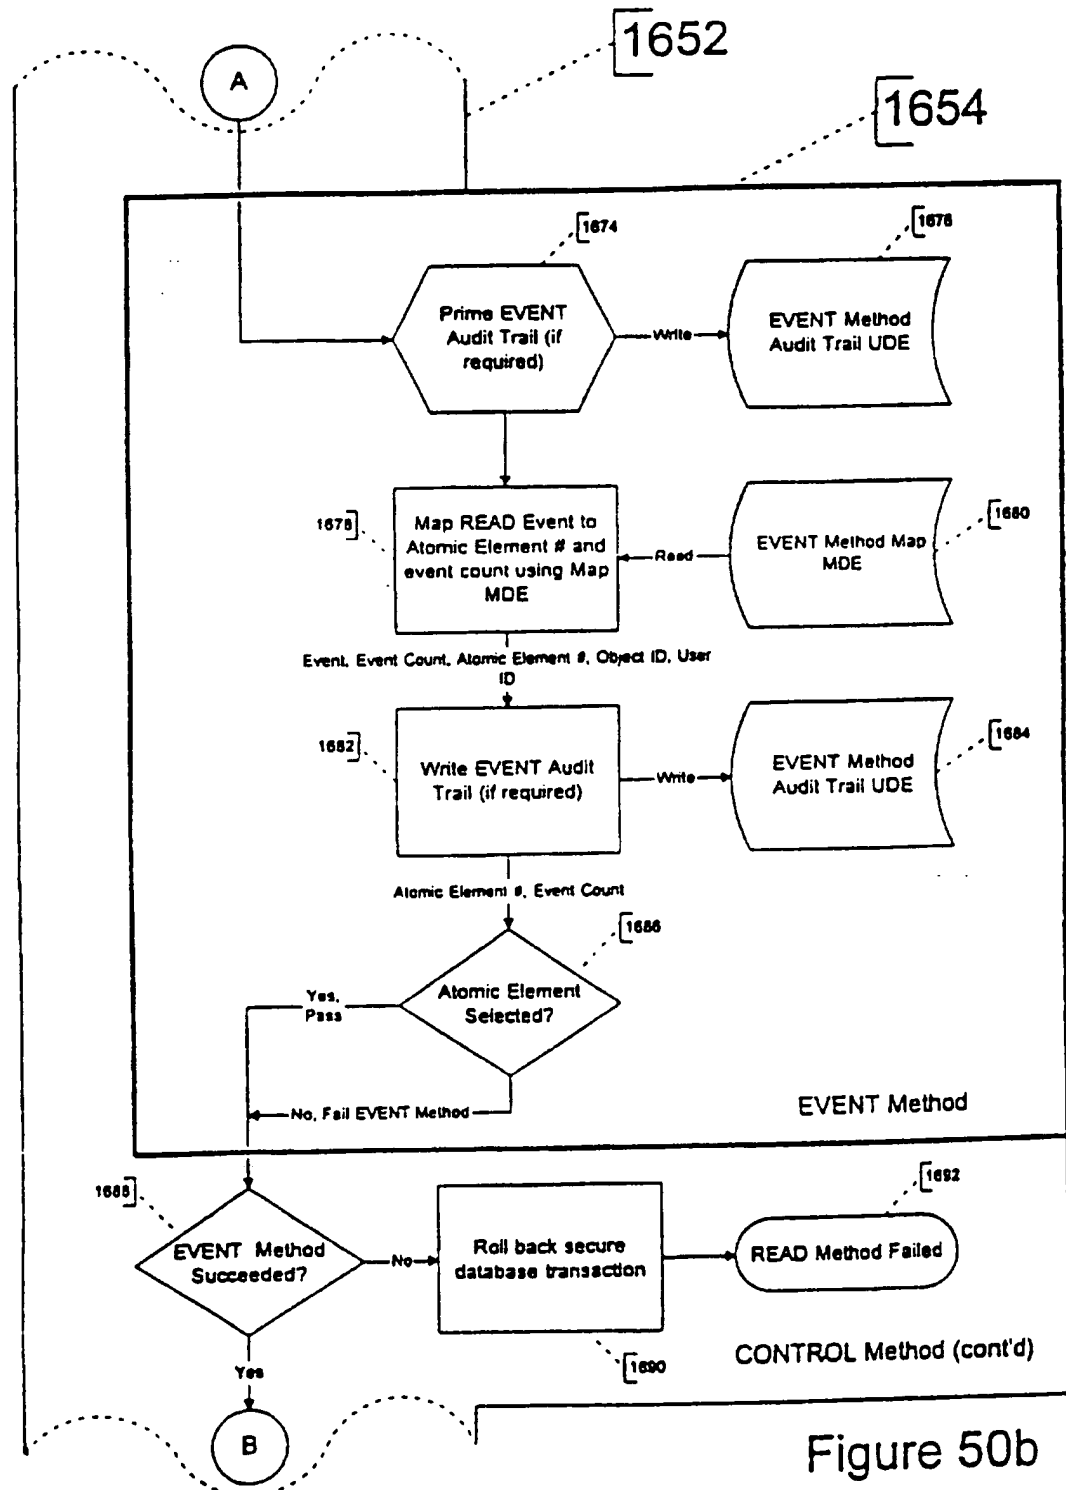 1652
A
1654
1674
1676
Prime EVENT
Audit Trail (if
required)
Write
EVENT Method
Audit Trail UDE
1678
Map READ Event to
Atomic Element # and
event count using Map
MDE
Read
EVENT Method Map
MDE
1680
Event, Event Count, Atomic Element #, Object ID, User
ID
1682
Write EVENT Audit
Trail (if required)
Write
EVENT Method
Audit Trail UDE
1684
Atomic Element #, Event Count
1686
Yes,
Pass
Atomic Element
Selected?
No, Fail EVENT Method
EVENT Method
1688
EVENT Method
Succeeded?
No
Roll back secure
database transaction
1692
READ Method Failed
1690
CONTROL Method (cont'd)
Yes
B
Figure 50b